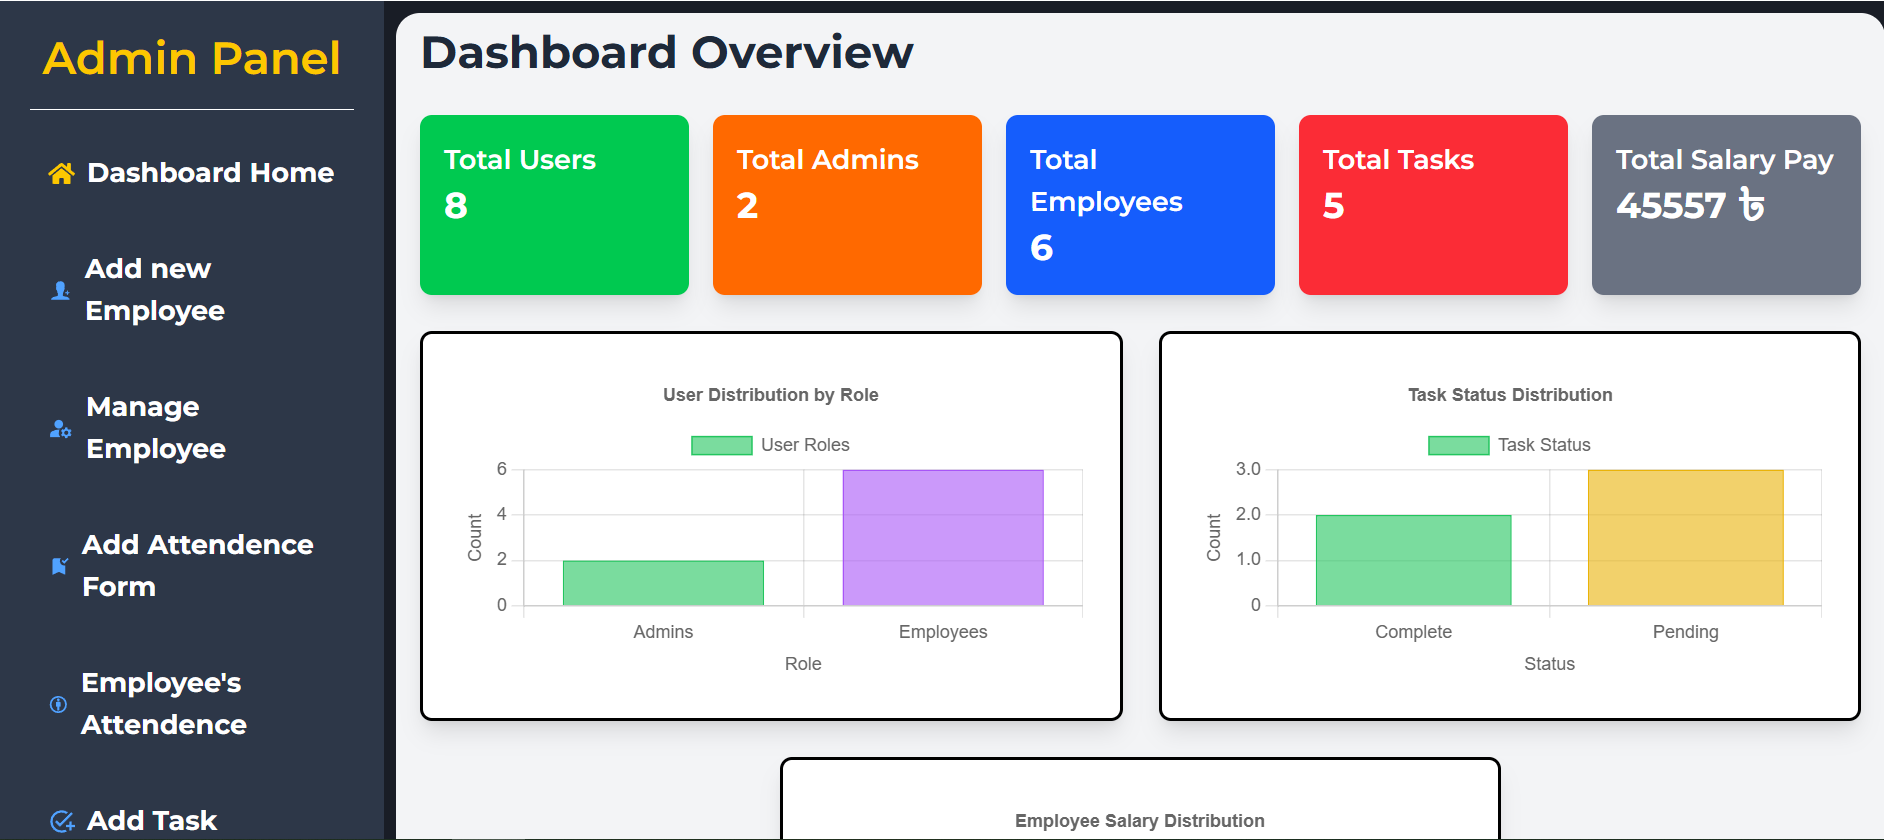 Admin Panel
Dashboard Home
Add new
Employee
Manage
Employee
Add Attendence
Form
Employee's
Attendence
Add Task
Dashboard Overview
Total Users
8
Total Admins
2
Total
Employees
6
Total Tasks
5
Total Salary Pay
45557 ৳
User Distribution by Role
User Roles
6
4
2
0
Count
Admins
Employees
Role
Task Status Distribution
Task Status
3.0
2.0
1.0
0
Count
Complete
Pending
Status
Employee Salary Distribution